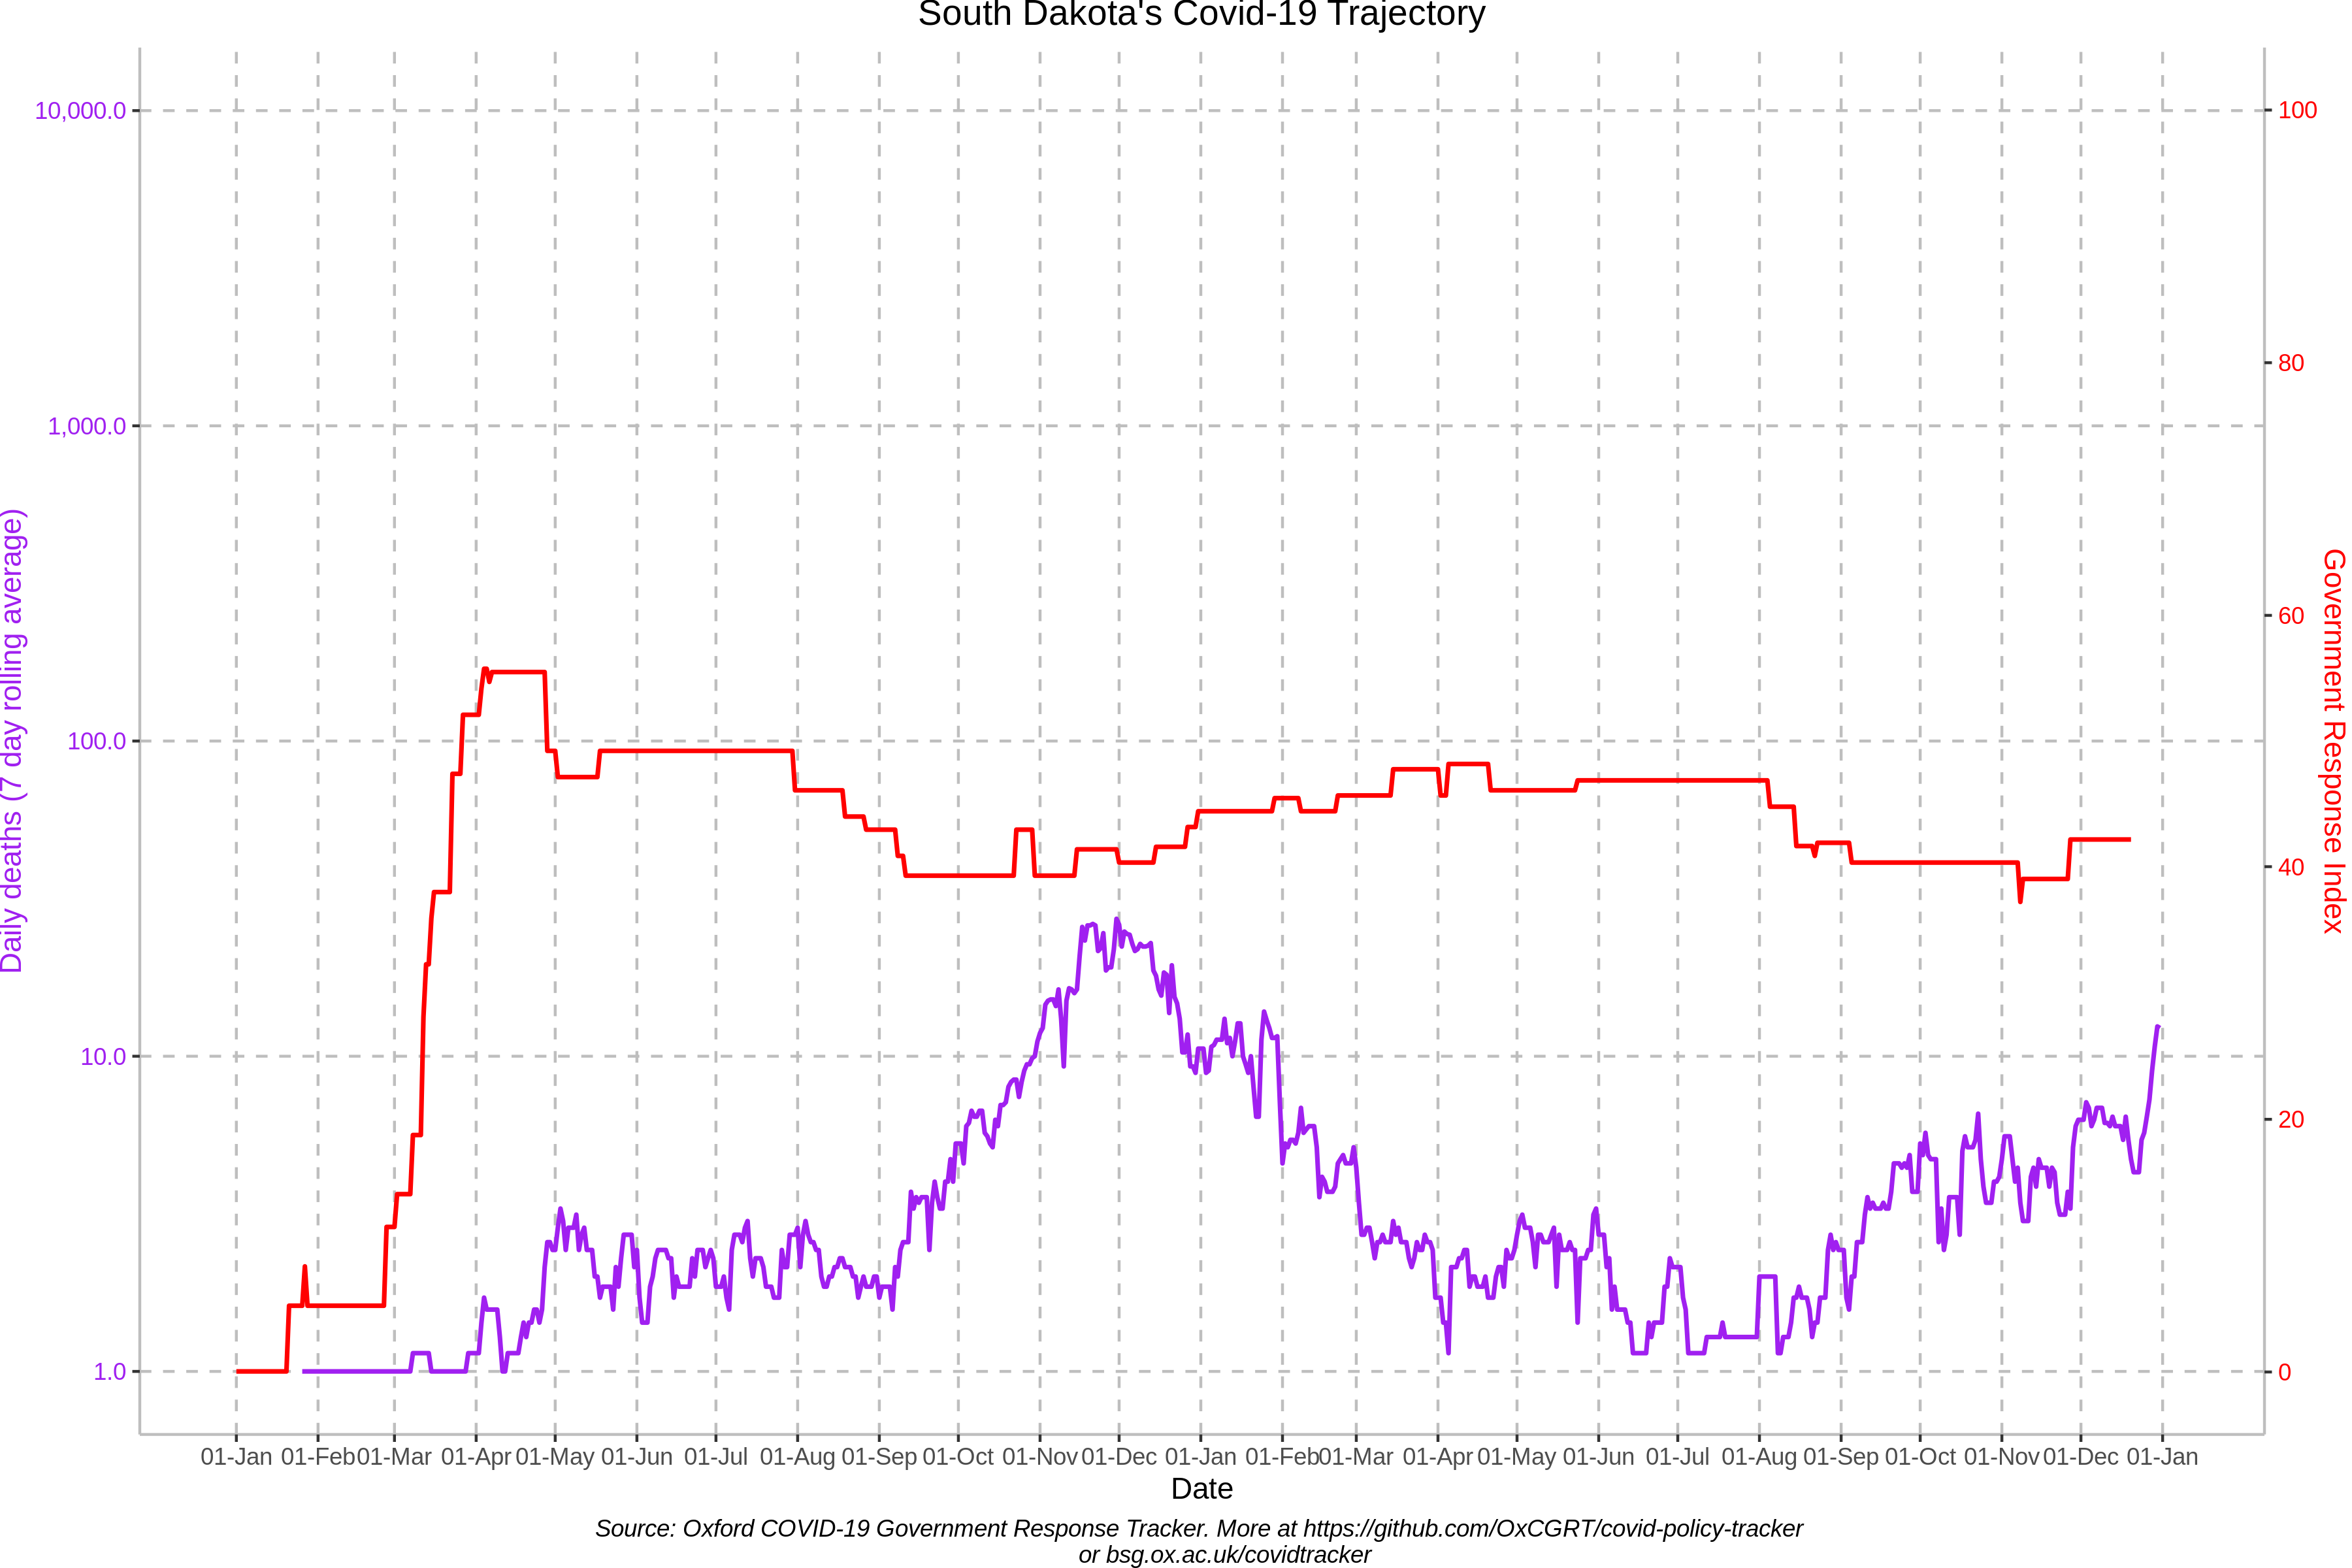 South Dakota's Covid-19 Trajectory
10,000.0
1,000.0
100.0
10.0
1.0
Daily deaths (7 day rolling average)
100
80
60
40
20
0
Government Response Index
01-Jan 01-Feb 01-Mar 01-Apr 01-May 01-Jun 01-Jul 01-Aug 01-Sep 01-Oct 01-Nov 01-Dec 01-Jan 01-Feb 01-Mar 01-Apr 01-May 01-Jun 01-Jul 01-Aug 01-Sep 01-Oct 01-Nov 01-Dec 01-Jan
Date
Source: Oxford COVID-19 Government Response Tracker. More at https://github.com/OxCGRT/covid-policy-tracker
or bsg.ox.ac.uk/covidtracker